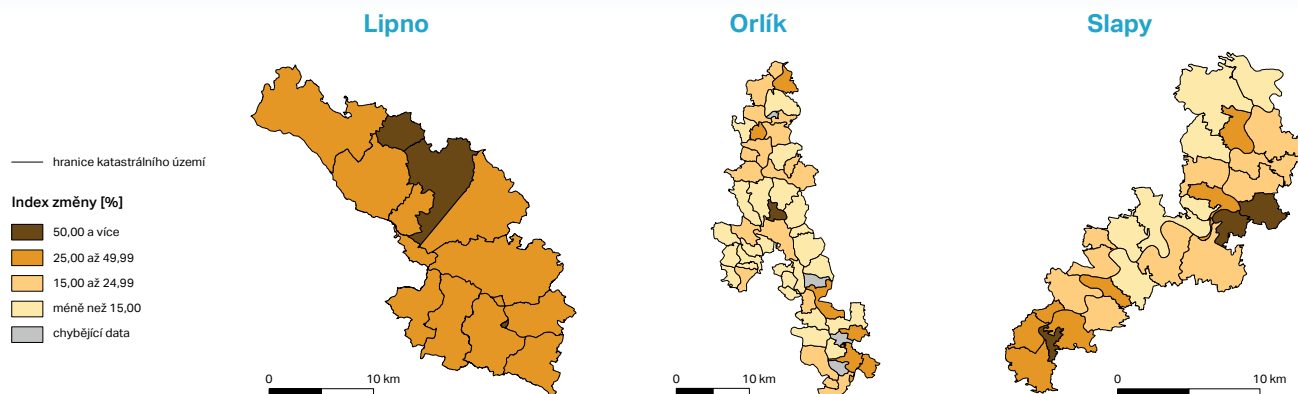 Lipno
Orlík
Slapy
hranice katastrálního území
Index změny [%]
50,00 a více
25,00 až 49,99
15,00 až 24,99
méně než 15,00
chybějící data
0 10 km
0 10 km
0 10 km